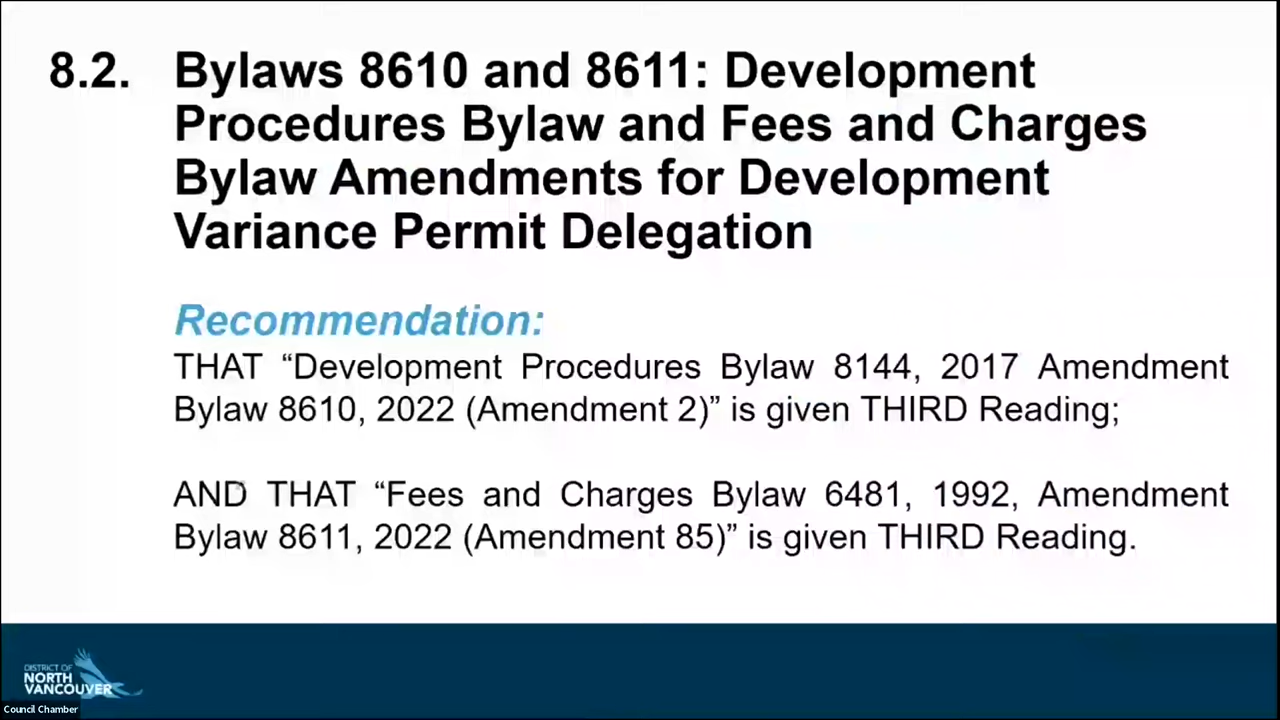 8.2. Bylaws 8610 and 8611: Development
Procedures Bylaw and Fees and Charges
Bylaw Amendments for Development
Variance Permit Delegation
Recommendation:
THAT “Development Procedures Bylaw 8144, 2017 Amendment
Bylaw 8610, 2022 (Amendment 2)” is given THIRD Reading;
AND THAT “Fees and Charges Bylaw 6481, 1992, Amendment
Bylaw 8611, 2022 (Amendment 85)” is given THIRD Reading.
DISTRICT OF
NORTH
VANCOUVER
Council Chamber